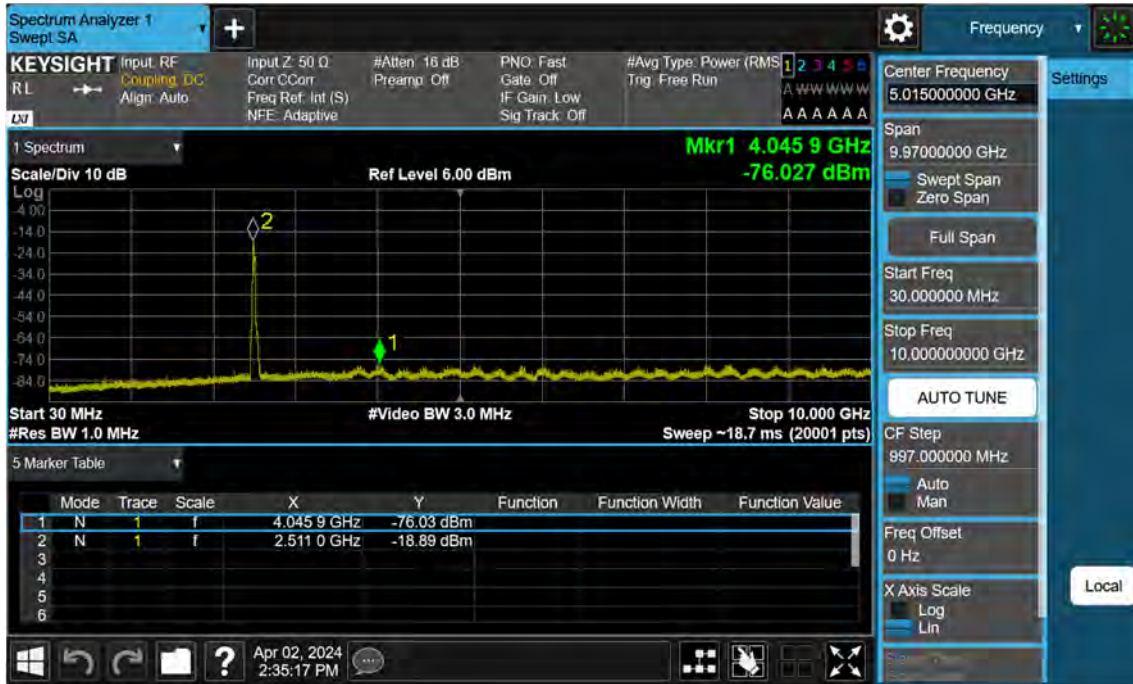 Spectrum Analyzer 1
Swept SA
+
Frequency
KEYSIGHT
RL
LXI
Input: RF
Coupling: DC
Align: Auto
Input Z: 50 Ω
Corr CCorr
Freq Ref: Int (S)
NFE: Adaptive
#Atten: 16 dB
Preamp: Off
PNO: Fast
Gate: Off
IF Gain: Low
Sig Track: Off
#Avg Type: Power (RMS
Trig: Free Run
1 2 3 4 5 6
A W W W W W
A A A A A A
1 Spectrum
Scale/Div 10 dB
Ref Level 6.00 dBm
Mkr1 4.045 9 GHz
-76.027 dBm
Log
-4.00
-14.0
-24.0
-34.0
-44.0
-54.0
-64.0
-74.0
-84.0
2
1
Start 30 MHz
#Video BW 3.0 MHz
Stop 10.000 GHz
#Res BW 1.0 MHz
Sweep ~18.7 ms (20001 pts)
5 Marker Table
Mode Trace Scale X Y Function Function Width Function Value
1 N 1 f 4.045 9 GHz -76.03 dBm
2 N 1 f 2.511 0 GHz -18.89 dBm
3
4
5
6
?
Apr 02, 2024
2:35:17 PM
Center Frequency
5.015000000 GHz
Span
9.97000000 GHz
Swept Span
Zero Span
Full Span
Start Freq
30.000000 MHz
Stop Freq
10.000000000 GHz
AUTO TUNE
CF Step
997.000000 MHz
Auto
Man
Freq Offset
0 Hz
X Axis Scale
Log
Lin
Settings
Local